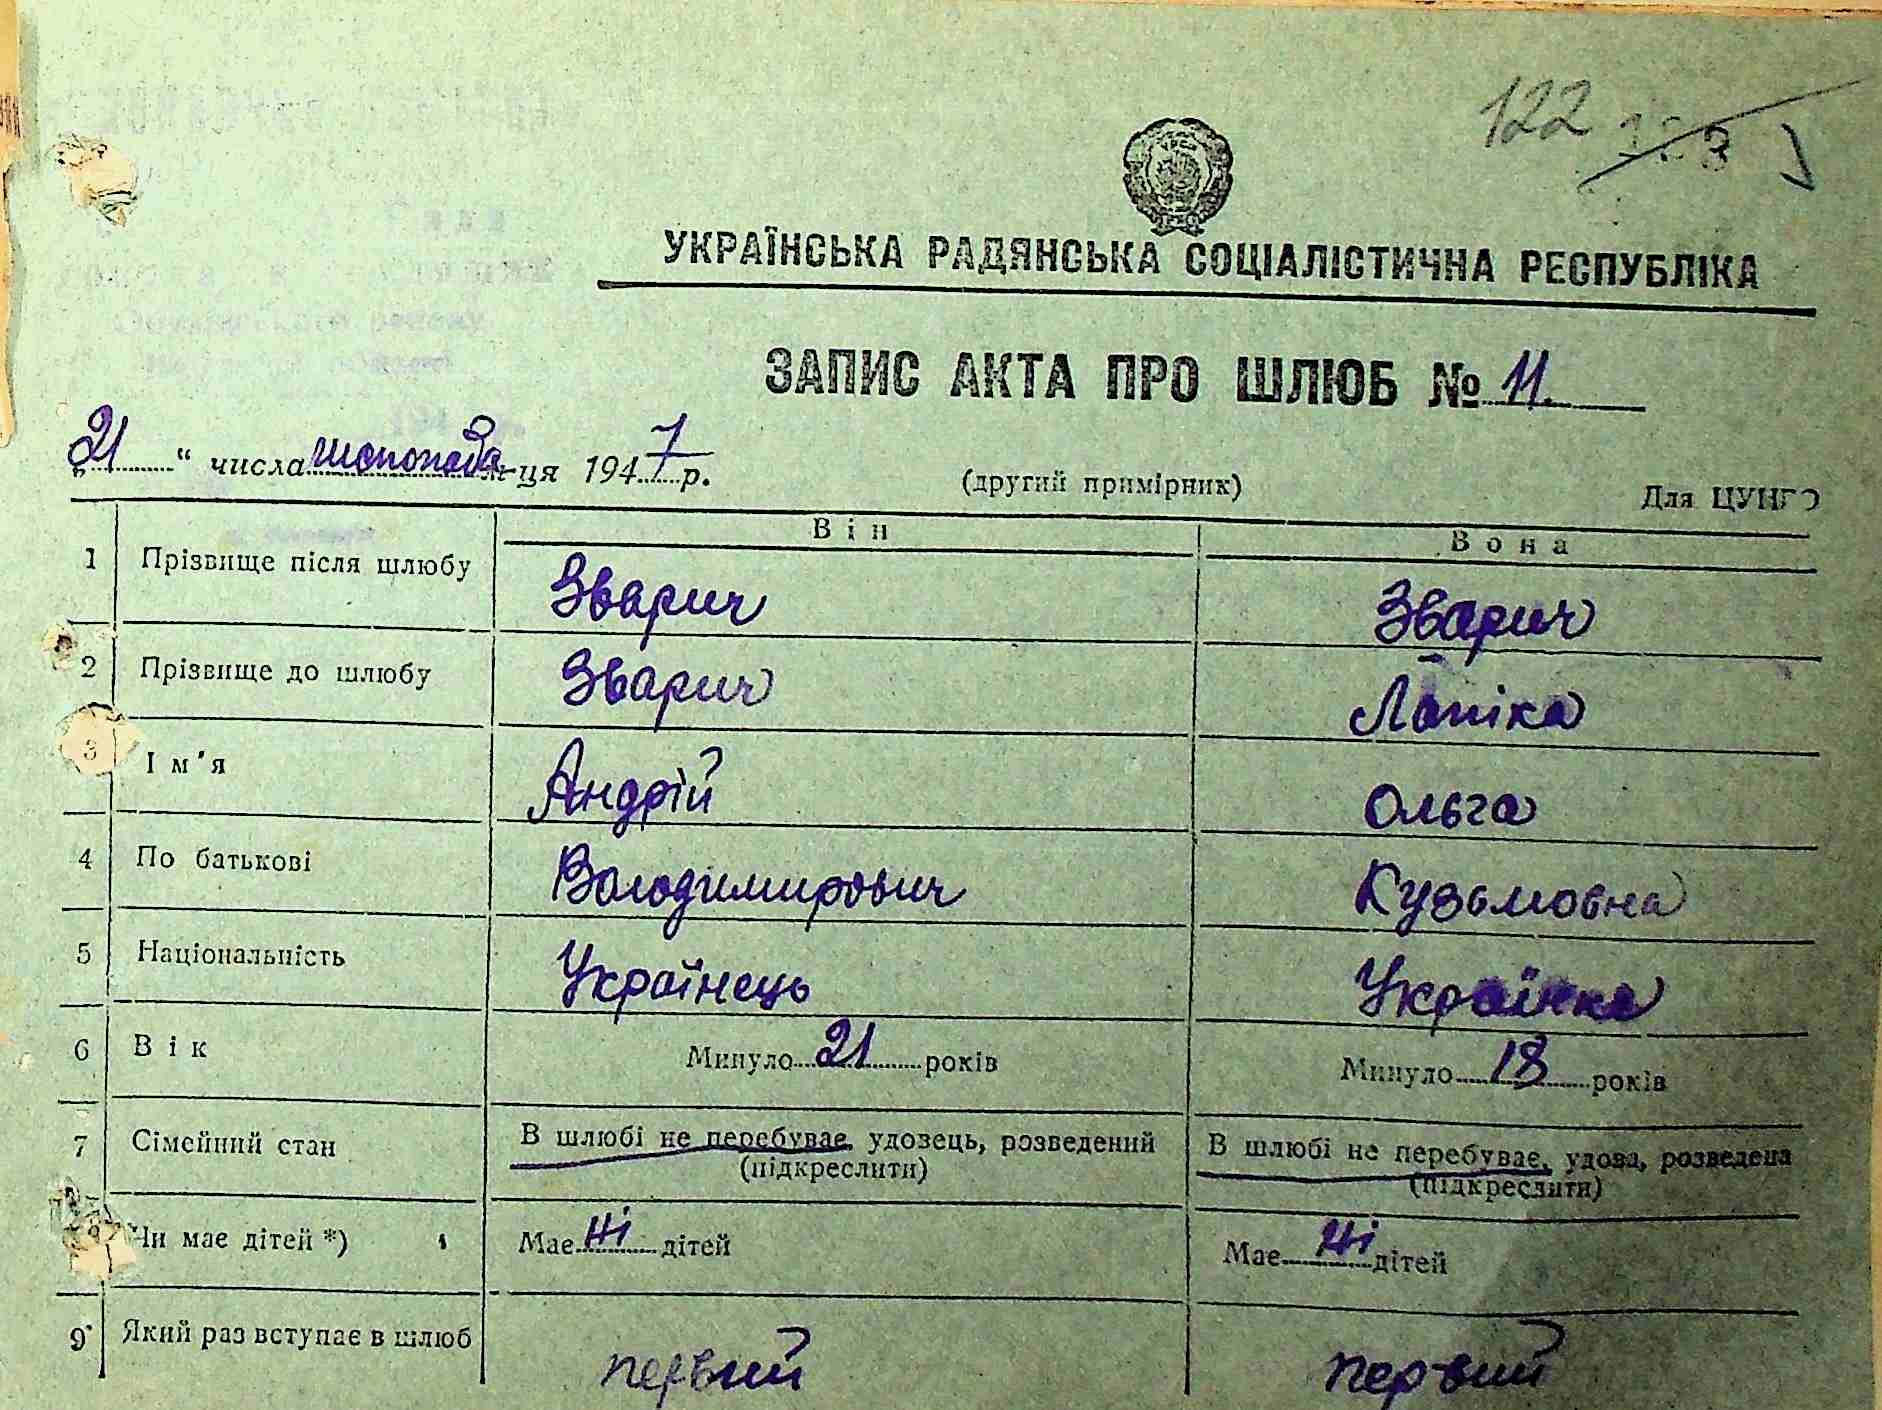 122 123
УКРАЇНСЬКА РАДЯНСЬКА СОЦІАЛІСТИЧНА РЕСПУБЛІКА
ЗАПИС АКТА ПРО ШЛЮБ № 11.
„21“ числа листопада м-ця 1947 р.
(другий примірник)
Для ЦУНГО
Він Вона
1 Прізвище після шлюбу Зварич Зварич
2 Прізвище до шлюбу Зварич Лопіка
3 Ім'я Андрій Ольга
4 По батькові Володимирович Кузьмовна
5 Національність Українець Українка
6 Вік Минуло 21 років Минуло 18 років
7 Сімейний стан В шлюбі не перебуває, удовець, розведений В шлюбі не перебуває, удова, розведена
(підкреслити) (підкреслити)
8 Чи має дітей *) Має ні дітей Має ні дітей
9 Який раз вступає в шлюб первий первий